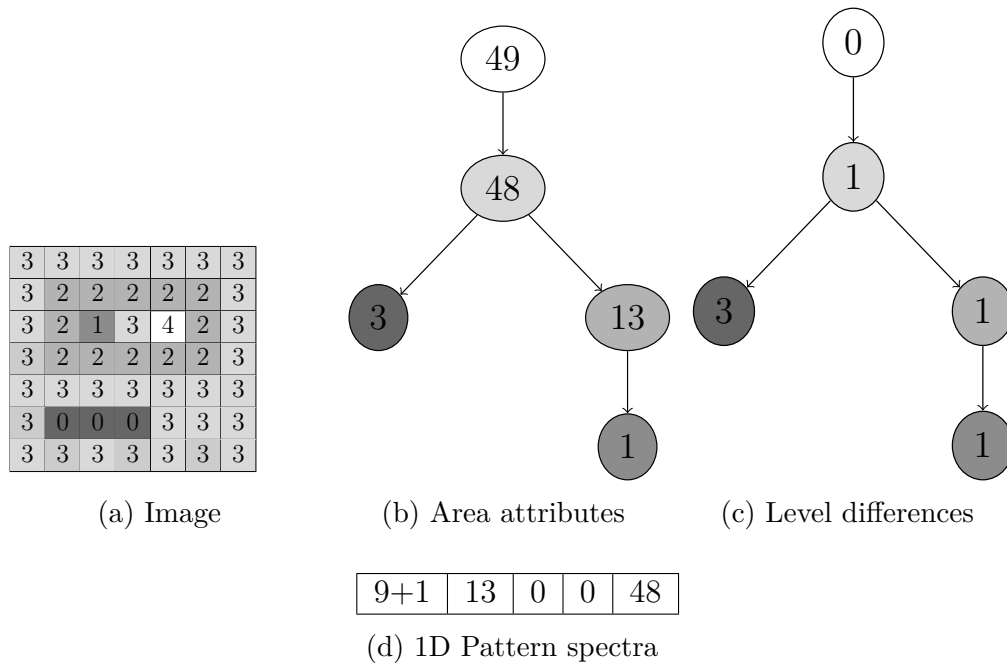 49
0
48
1
3 3 3 3 3 3 3
3 2 2 2 2 2 3
3 2 1 3 4 2 3
3 2 2 2 2 2 3
3 3 3 3 3 3 3
3 0 0 0 3 3 3
3 3 3 3 3 3 3
3
13
1
3
1
1
(a) Image
(b) Area attributes
(c) Level differences
9+1 13 0 0 48
(d) 1D Pattern spectra